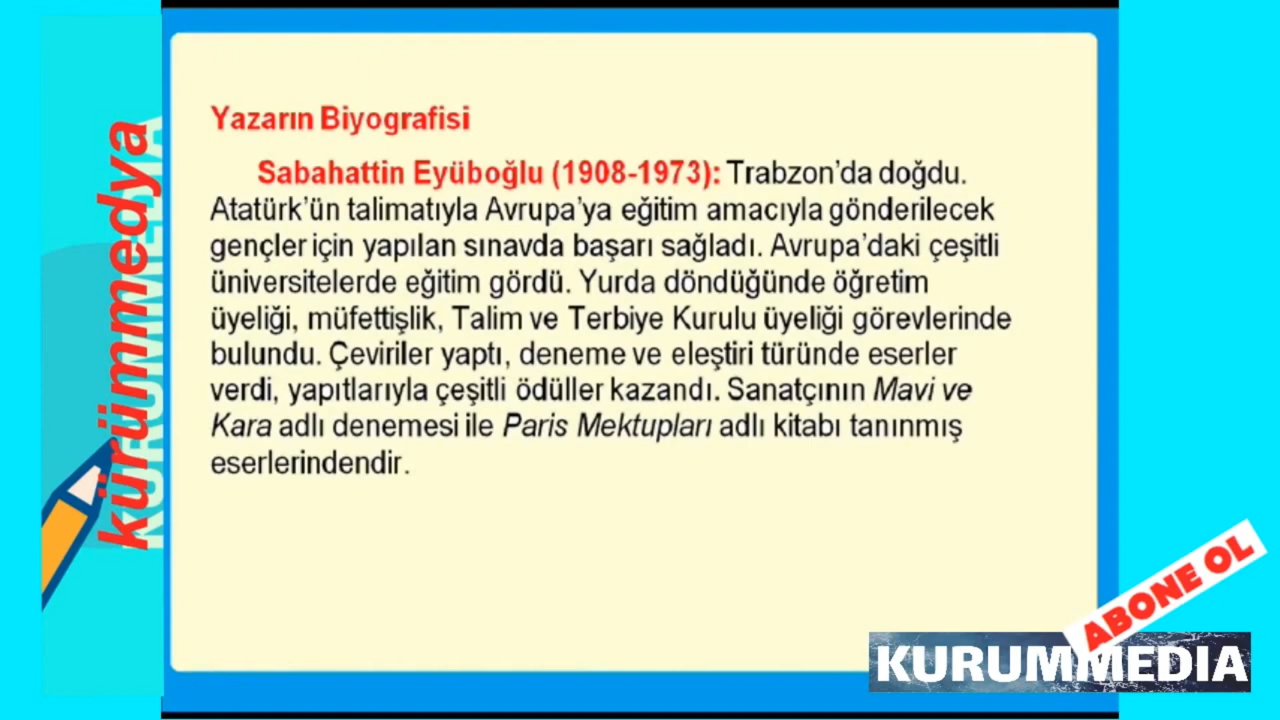 Yazarın Biyografisi
Sabahattin Eyüboğlu (1908-1973): Trabzon'da doğdu.
Atatürk'ün talimatıyla Avrupa'ya eğitim amacıyla gönderilecek
gençler için yapılan sınavda başarı sağladı. Avrupa'daki çeşitli
üniversitelerde eğitim gördü. Yurda döndüğünde öğretim
üyeliği, müfettişlik, Talim ve Terbiye Kurulu üyeliği görevlerinde
bulundu. Çeviriler yaptı, deneme ve eleştiri türünde eserler
verdi, yapıtlarıyla çeşitli ödüller kazandı. Sanatçının Mavi ve
Kara adlı denemesi ile Paris Mektupları adlı kitabı tanınmış
eserlerindendir.
kürümmedya
KURUMMEDIA
ABONE OL
KURUMMEDIA